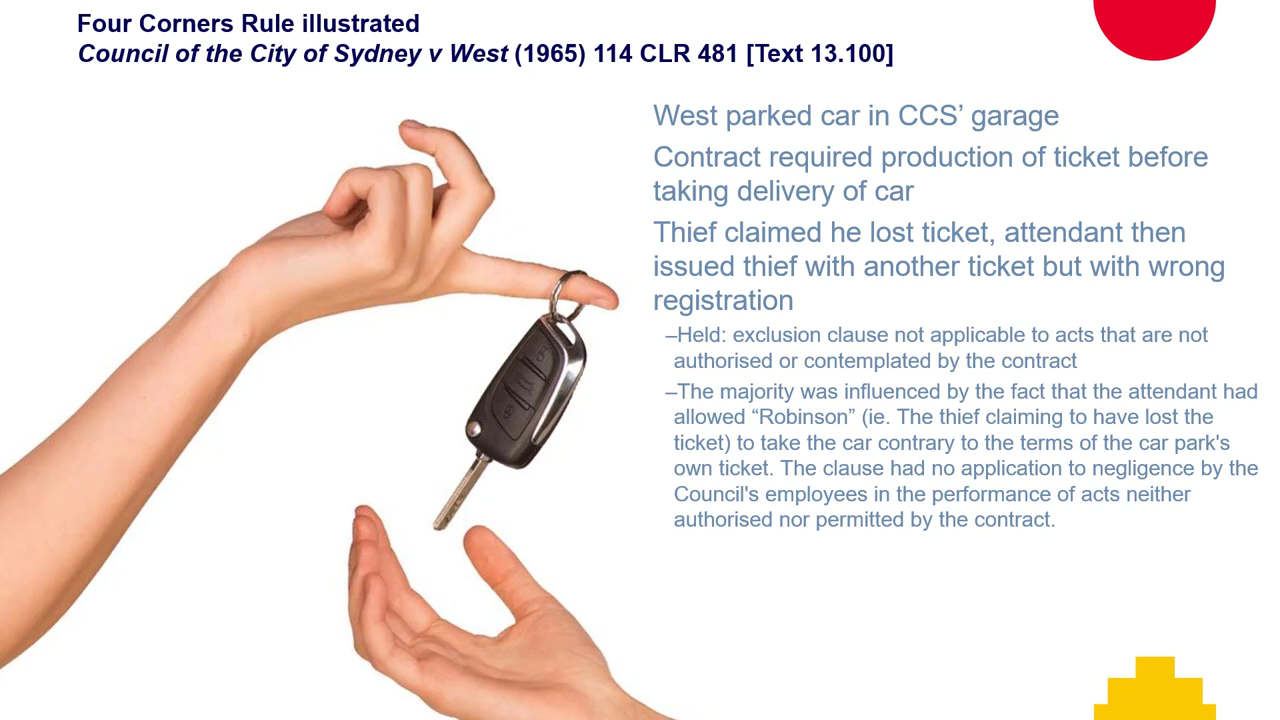 Four Corners Rule illustrated
Council of the City of Sydney v West (1965) 114 CLR 481 [Text 13.100]
West parked car in CCS’ garage
Contract required production of ticket before
taking delivery of car
Thief claimed he lost ticket, attendant then
issued thief with another ticket but with wrong
registration
–Held: exclusion clause not applicable to acts that are not
authorised or contemplated by the contract
–The majority was influenced by the fact that the attendant had
allowed “Robinson” (ie. The thief claiming to have lost the
ticket) to take the car contrary to the terms of the car park's
own ticket. The clause had no application to negligence by the
Council's employees in the performance of acts neither
authorised nor permitted by the contract.